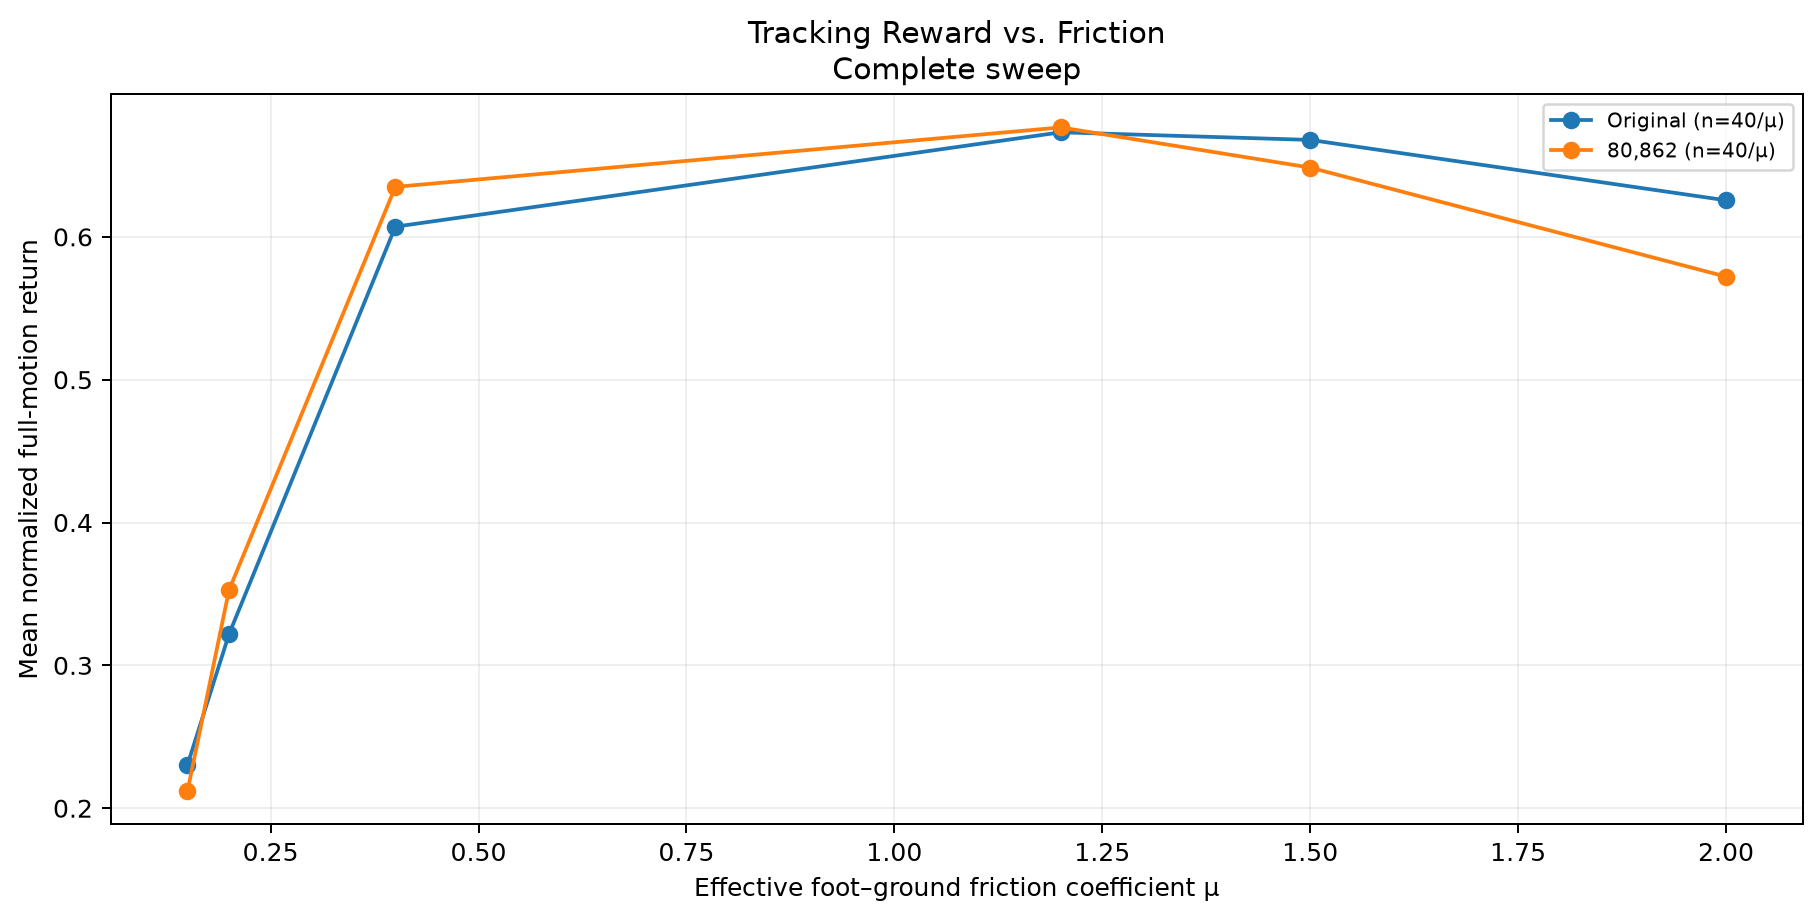 Tracking Reward vs. Friction
Complete sweep
Original (n=40/μ)
80,862 (n=40/μ)
Mean normalized full-motion return
0.6
0.5
0.4
0.3
0.2
0.25 0.50 0.75 1.00 1.25 1.50 1.75 2.00
Effective foot–ground friction coefficient μ